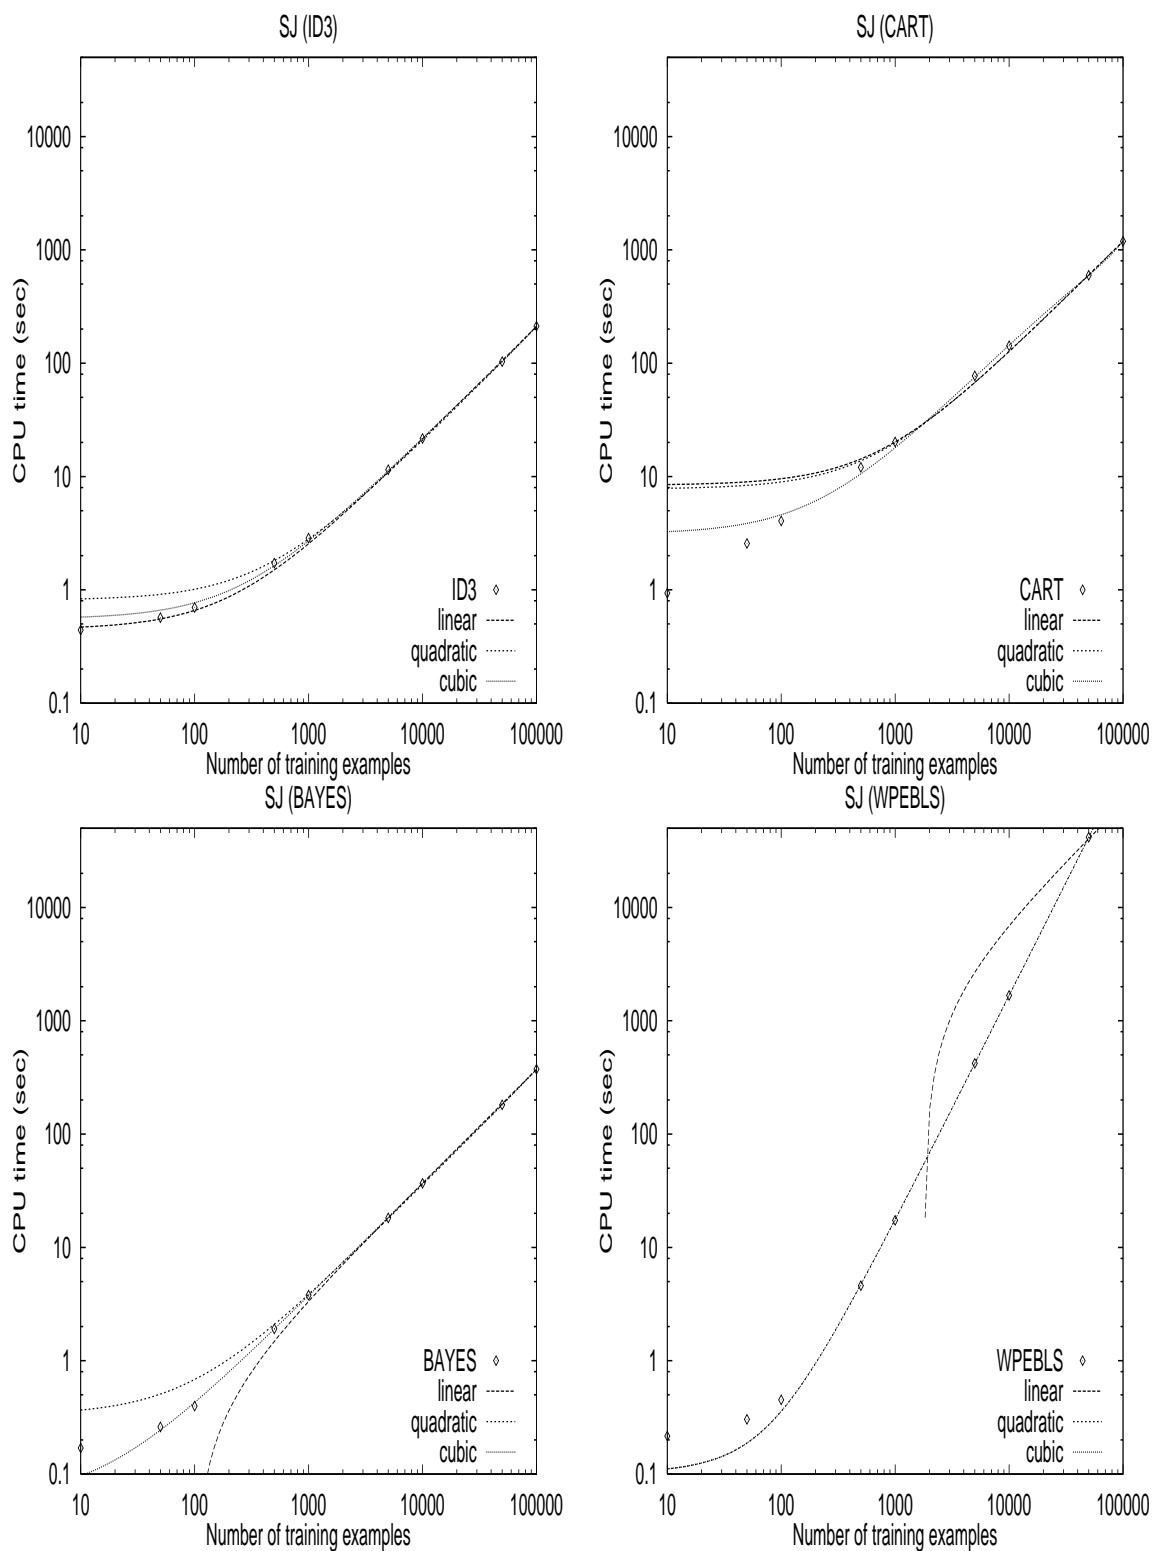 SJ (ID3)
10000
1000
100
10
1
0.1
CPU time (sec)
ID3
linear
quadratic
cubic
10 100 1000 10000 100000
Number of training examples
SJ (CART)
10000
1000
100
10
1
0.1
CPU time (sec)
CART
linear
quadratic
cubic
10 100 1000 10000 100000
Number of training examples
SJ (BAYES)
10000
1000
100
10
1
0.1
CPU time (sec)
BAYES
linear
quadratic
cubic
10 100 1000 10000 100000
Number of training examples
SJ (WPEBLS)
10000
1000
100
10
1
0.1
CPU time (sec)
WPEBLS
linear
quadratic
cubic
10 100 1000 10000 100000
Number of training examples